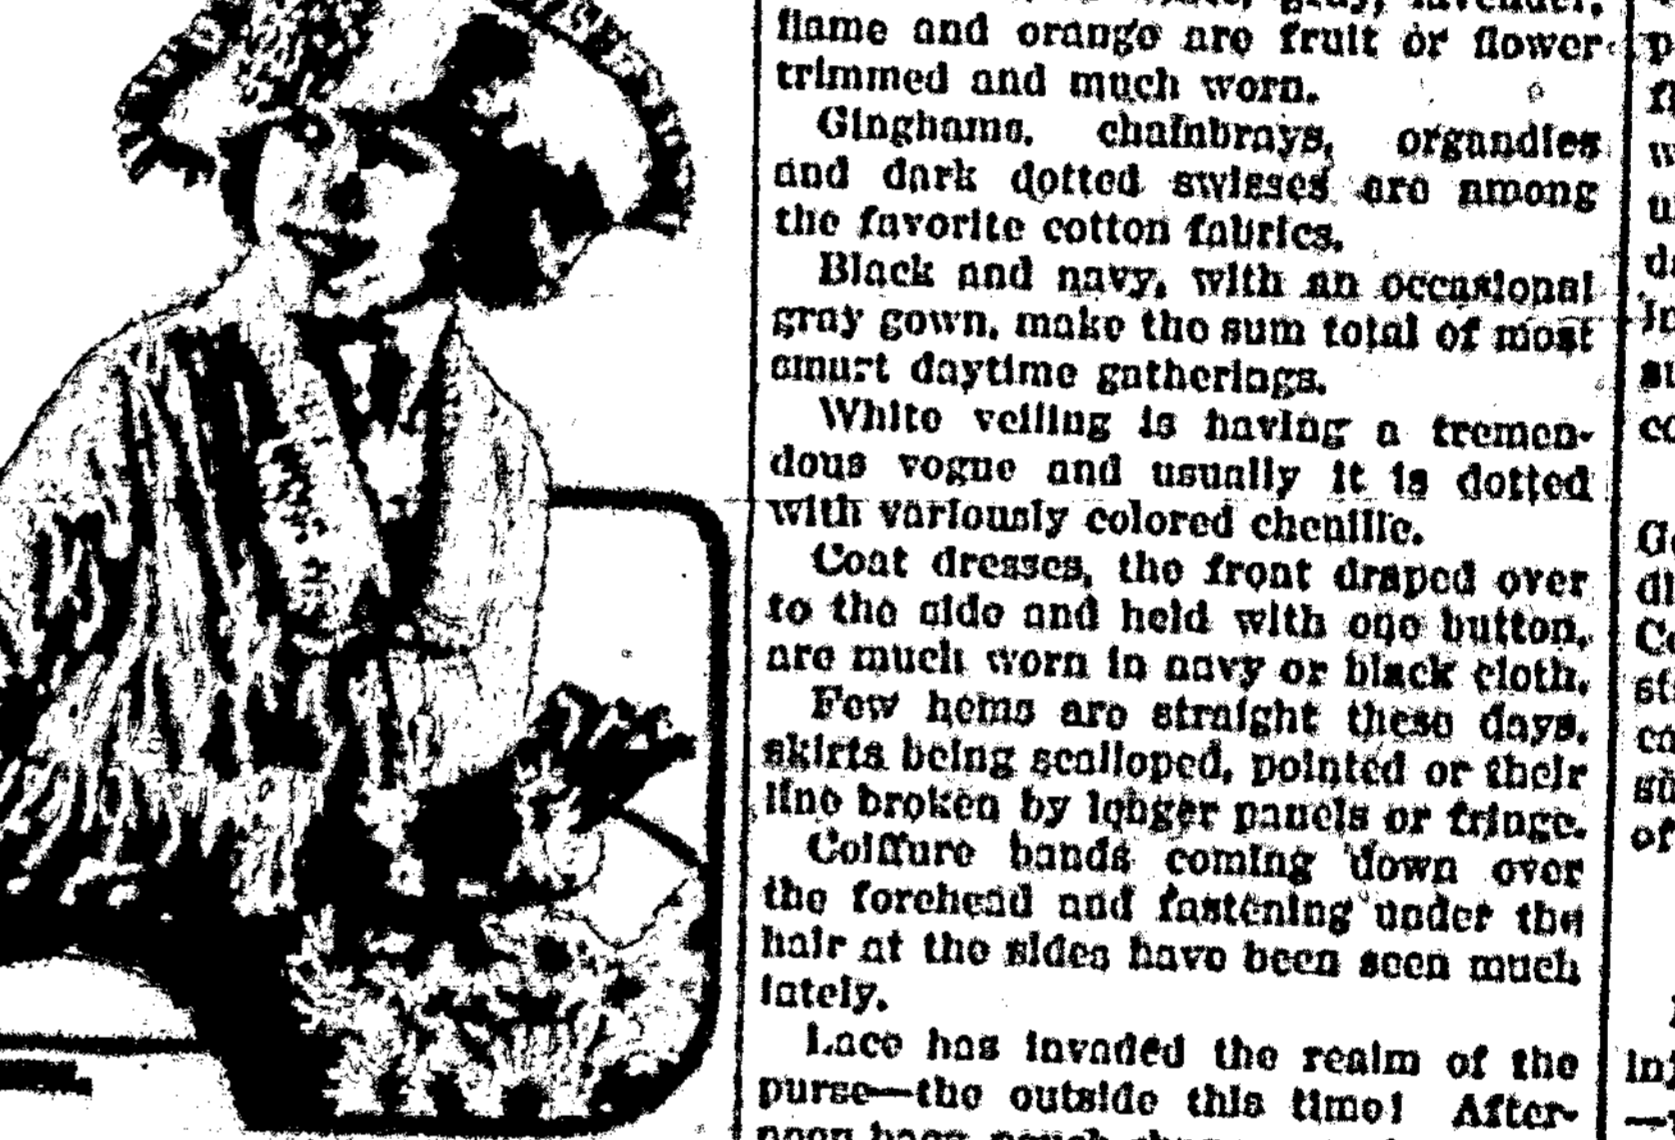 gray, lavender,
flame and orange are fruit or flower
trimmed and much worn.
Ginghams, chambrays, organdies
and dark dotted swisses are among
the favorite cotton fabrics.
Black and navy, with an occasional
gray gown, make the sum total of most
smart daytime gatherings.
White veiling is having a tremen-
dous vogue and usually it is dotted
with variously colored chenille.
Coat dresses, the front draped over
to the side and held with one button,
are much worn in navy or black cloth.
Few hems are straight these days,
skirts being scalloped, pointed or their
line broken by longer panels or fringe.
Coiffure bands coming down over
the forehead and fastening under the
hair at the sides have been seen much
lately.
Lace has invaded the realm of the
purse—the outside this time! After-